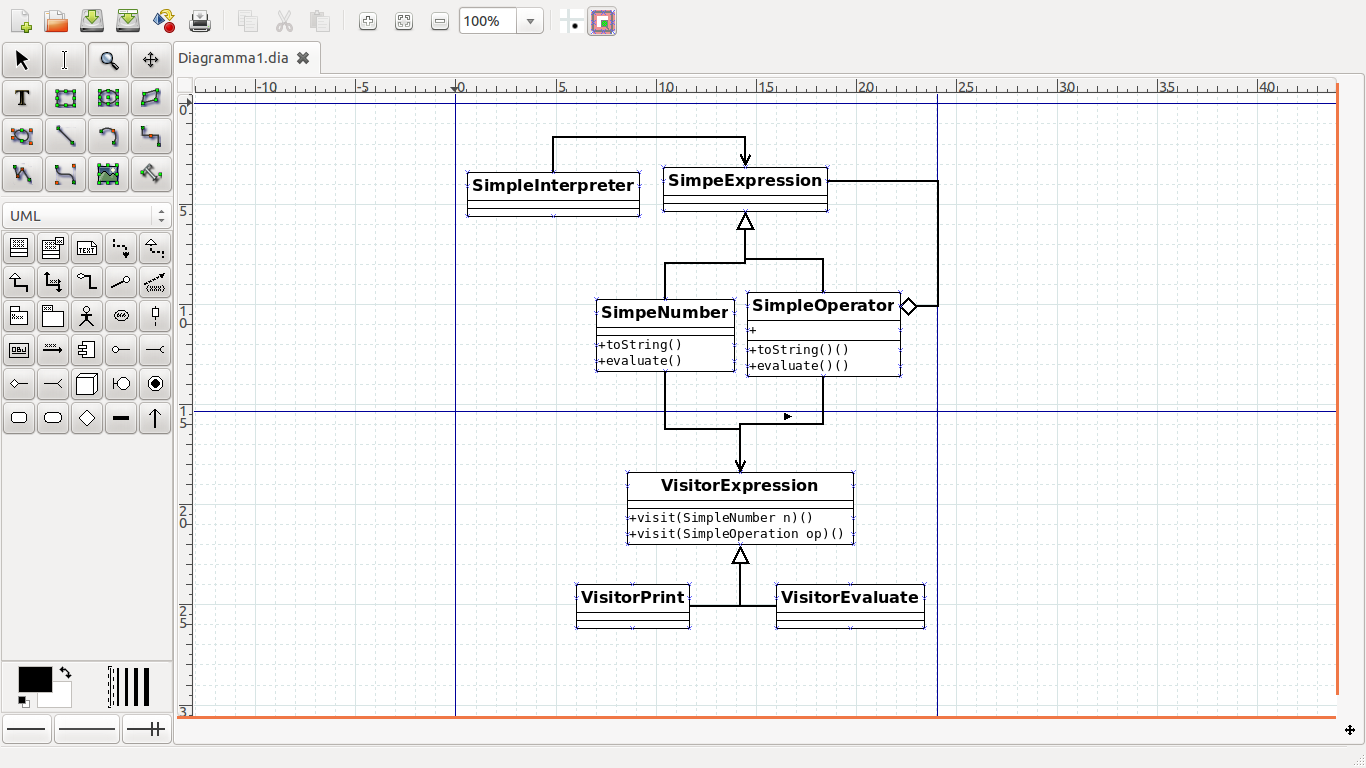 100%
Diagramma1.dia
T
UML
TEXT
OBJ
-10 -5 0 5 10 15 20 25 30 35 40
0
5
10
15
20
25
3
SimpleInterpreter
SimpeExpression
SimpeNumber
+toString()
+evaluate()
SimpleOperator
+
+toString()()
+evaluate()()
VisitorExpression
+visit(SimpleNumber n)()
+visit(SimpleOperation op)()
VisitorPrint
VisitorEvaluate